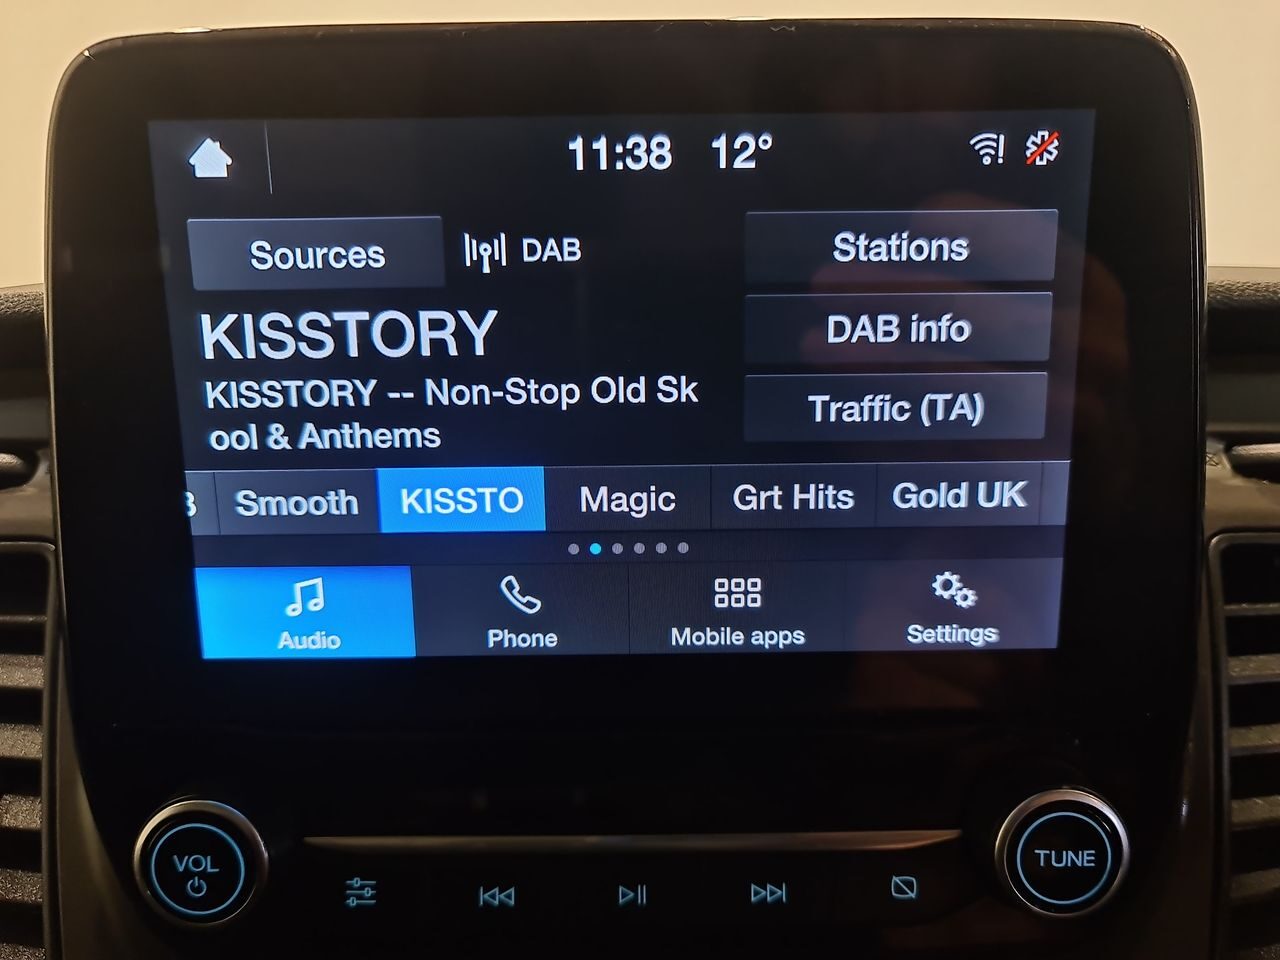 11:38 12°
Sources DAB Stations
KISSTORY
DAB info
KISSTORY -- Non-Stop Old Sk
ool & Anthems
Traffic (TA)
Smooth KISSTO Magic Grt Hits Gold UK
Audio Phone Mobile apps Settings
VOL TUNE